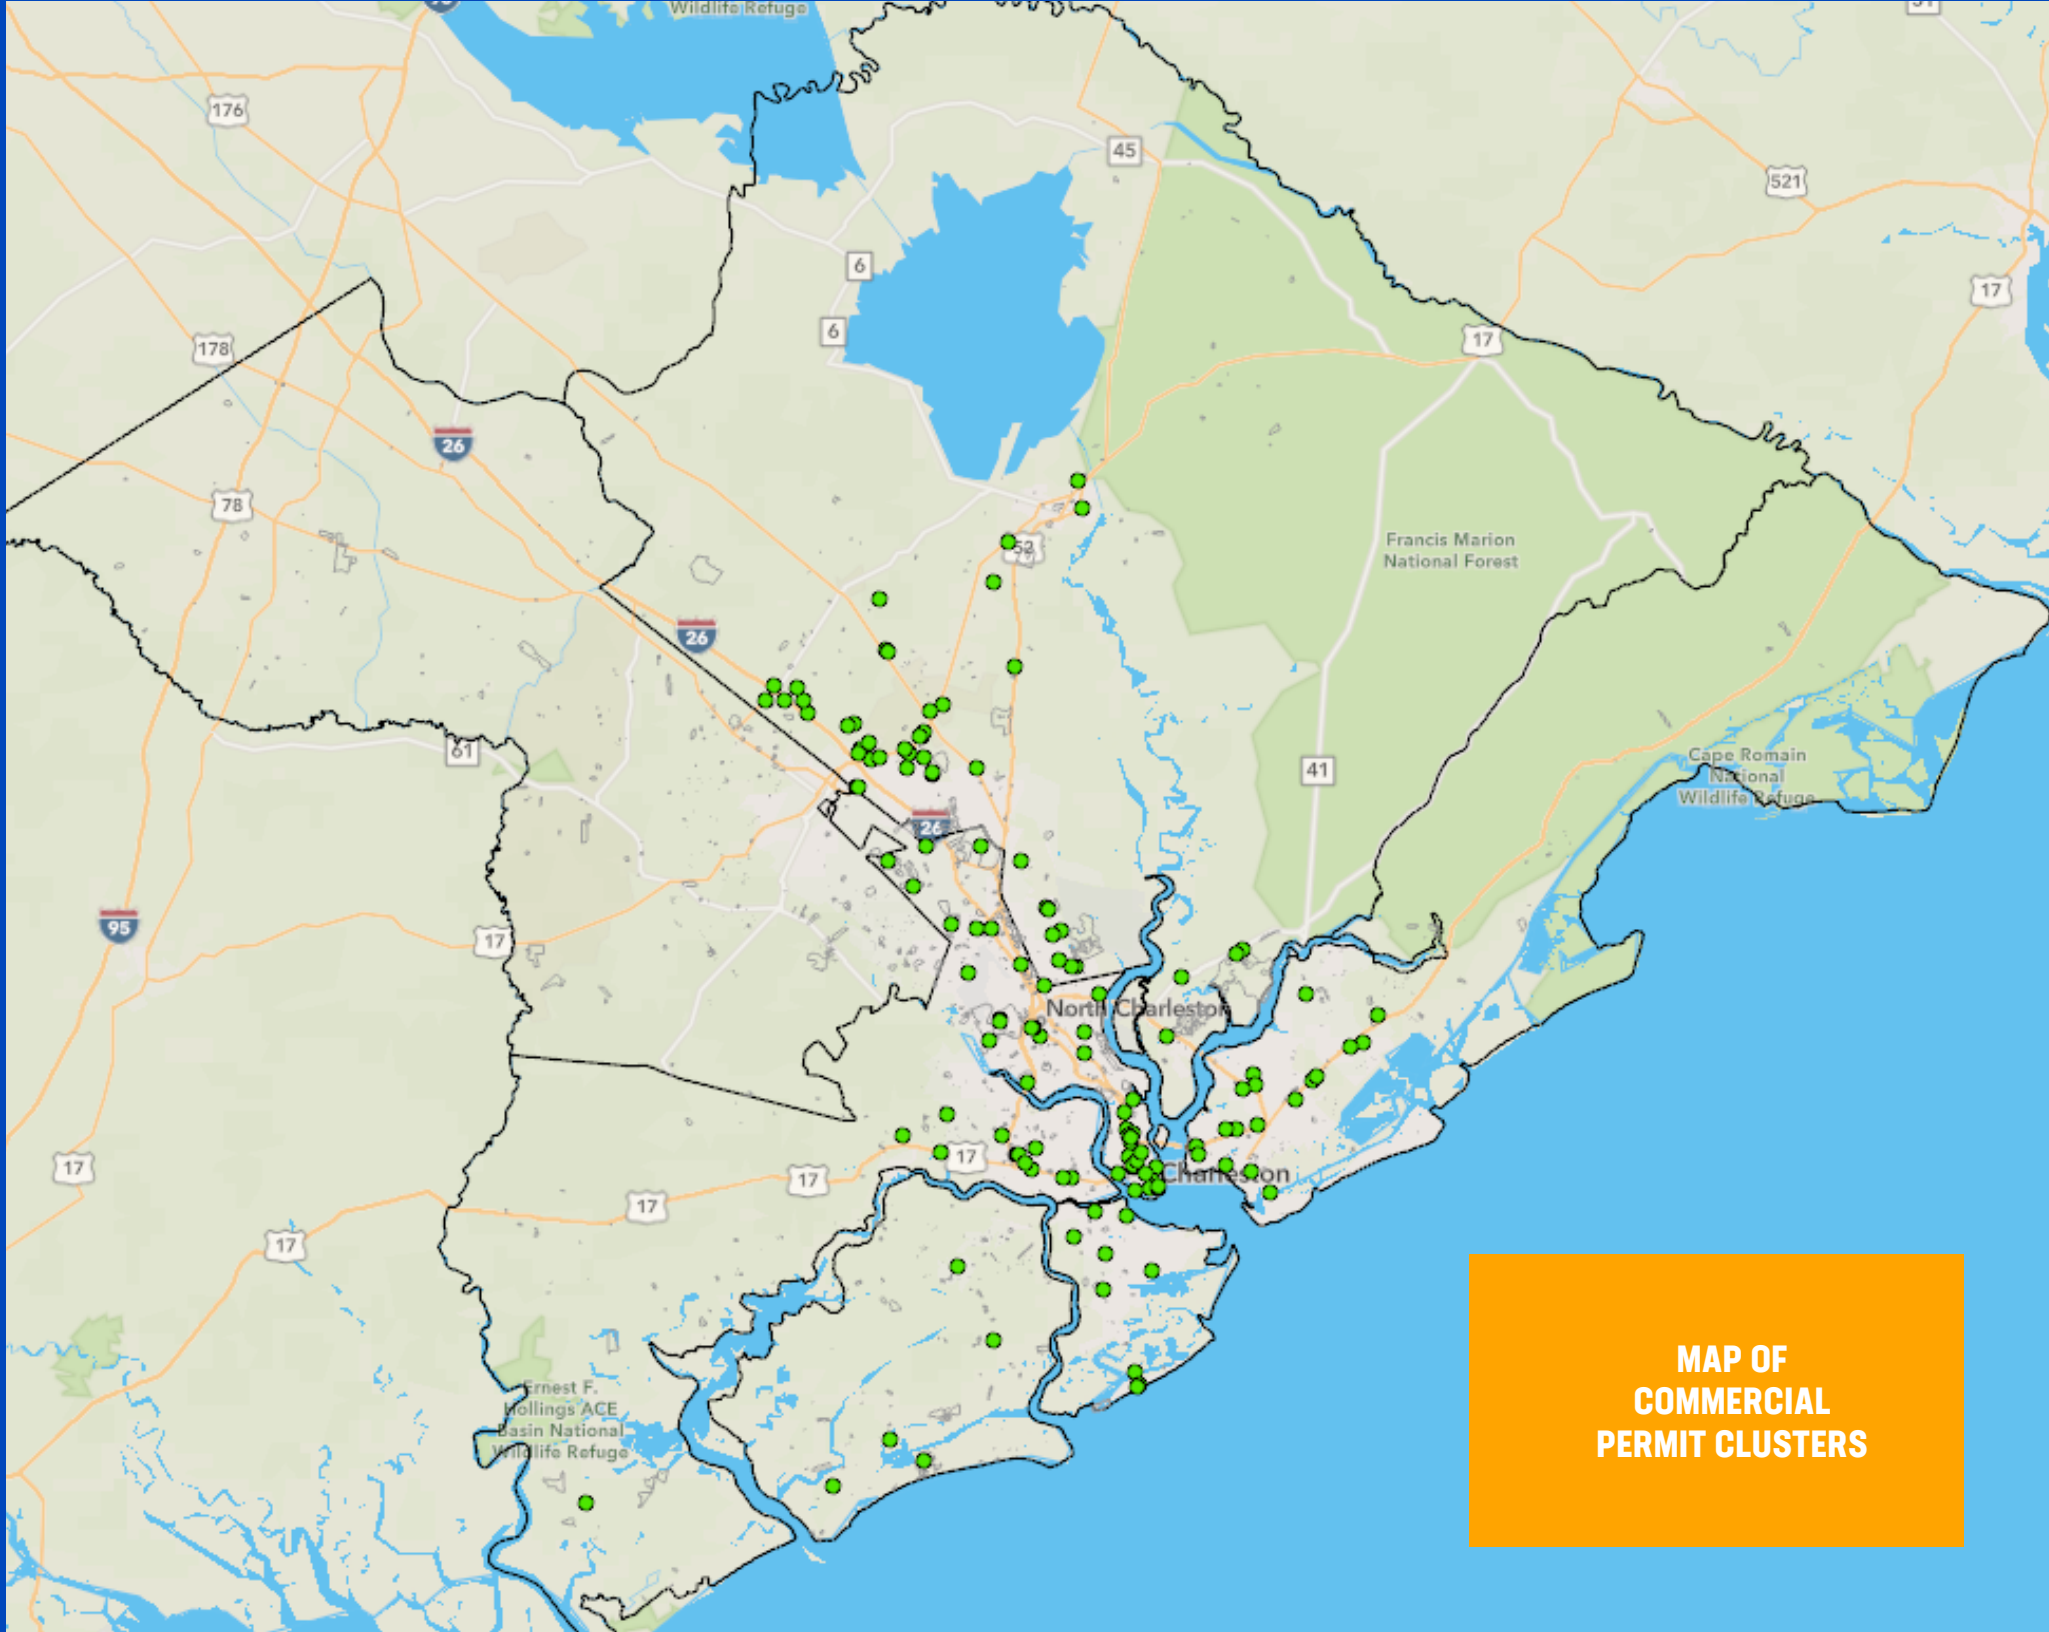 Wildlife Refuge
176
45
521
6
17
6
17
178
26
78
52
Francis Marion
National Forest
26
61
41
Cape Romain
National
Wildlife Refuge
26
95
17
North Charleston
17
17
17
17
Charleston
17
MAP OF
COMMERCIAL
PERMIT CLUSTERS
Ernest F.
Hollings ACE
Basin National
Wildlife Refuge